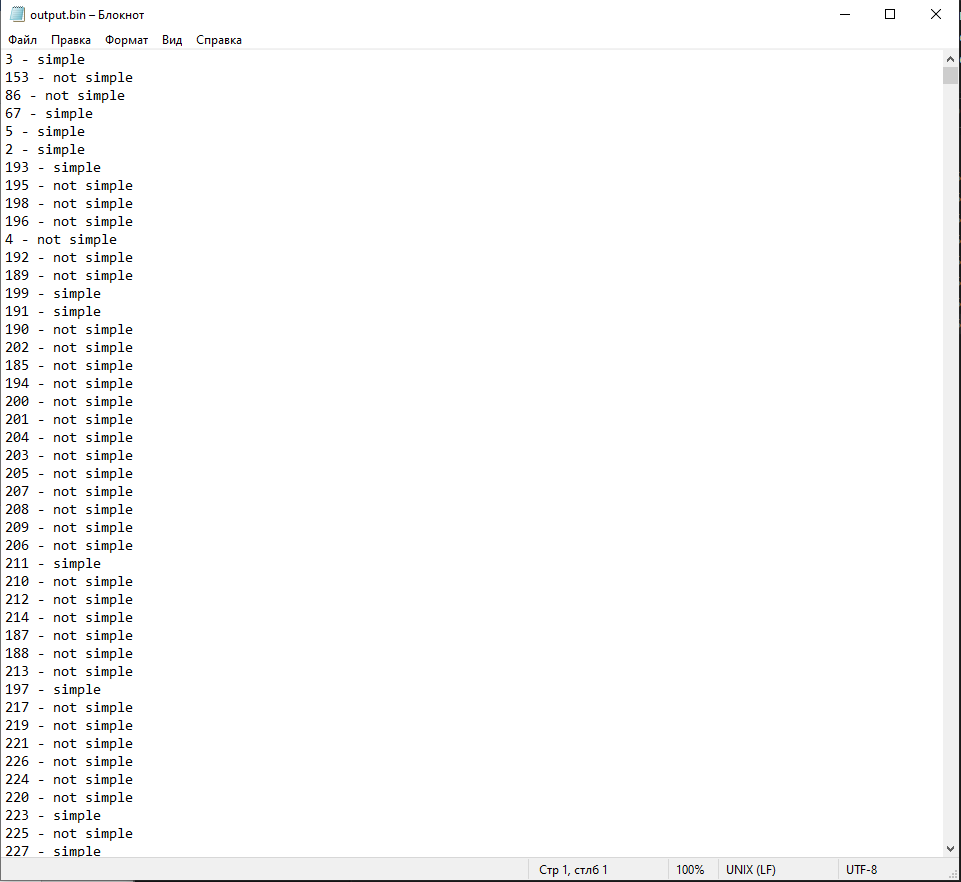 output.bin – Блокнот
Файл Правка Формат Вид Справка
3 - simple
153 - not simple
86 - not simple
67 - simple
5 - simple
2 - simple
193 - simple
195 - not simple
198 - not simple
196 - not simple
4 - not simple
192 - not simple
189 - not simple
199 - simple
191 - simple
190 - not simple
202 - not simple
185 - not simple
194 - not simple
200 - not simple
201 - not simple
204 - not simple
203 - not simple
205 - not simple
207 - not simple
208 - not simple
209 - not simple
206 - not simple
211 - simple
210 - not simple
212 - not simple
214 - not simple
187 - not simple
188 - not simple
213 - not simple
197 - simple
217 - not simple
219 - not simple
221 - not simple
226 - not simple
224 - not simple
220 - not simple
223 - simple
225 - not simple
227 - simple
Стр 1, стлб 1 100% UNIX (LF) UTF-8